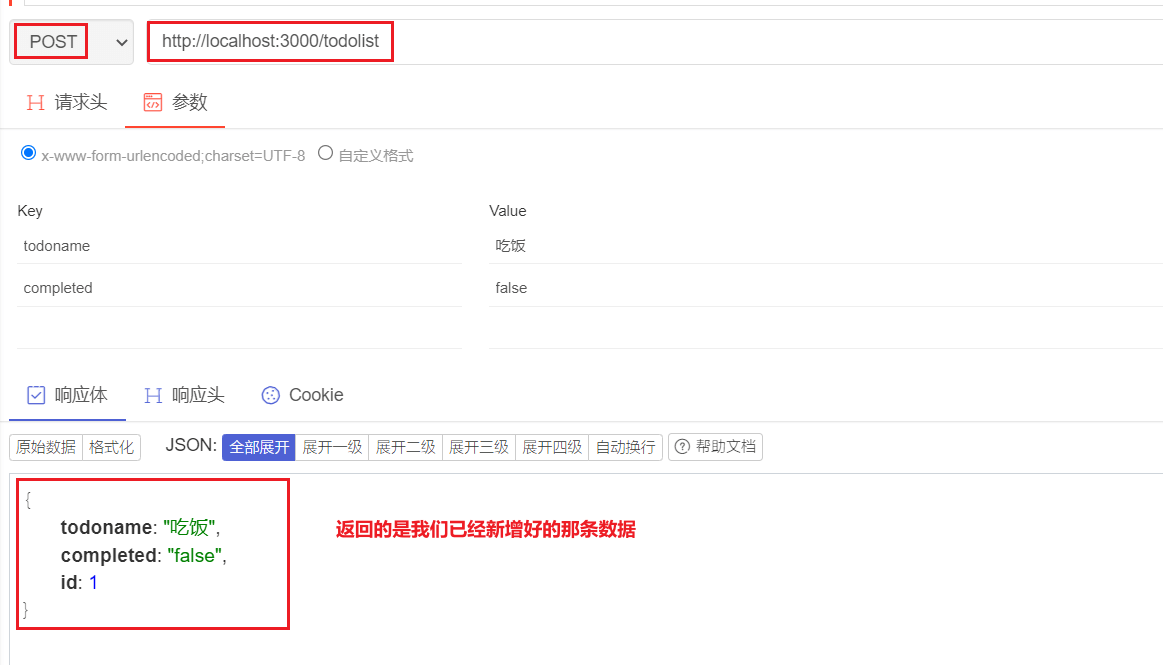 POST http://localhost:3000/todolist
请求头 参数
x-www-form-urlencoded;charset=UTF-8 自定义格式
Key Value
todoname 吃饭
completed false
响应体 响应头 Cookie
原始数据 格式化 JSON: 全部展开 展开一级 展开二级 展开三级 展开四级 自动换行 帮助文档
{
todoname: "吃饭",
返回的是我们已经新增好的那条数据
completed: "false",
id: 1
}